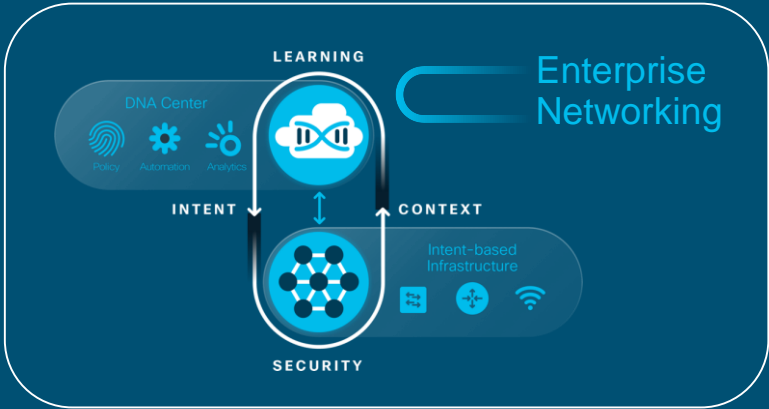 LEARNING
Enterprise
Networking
DNA Center
Policy
Automation
Analytics
INTENT
CONTEXT
Intent-based
Infrastructure
SECURITY